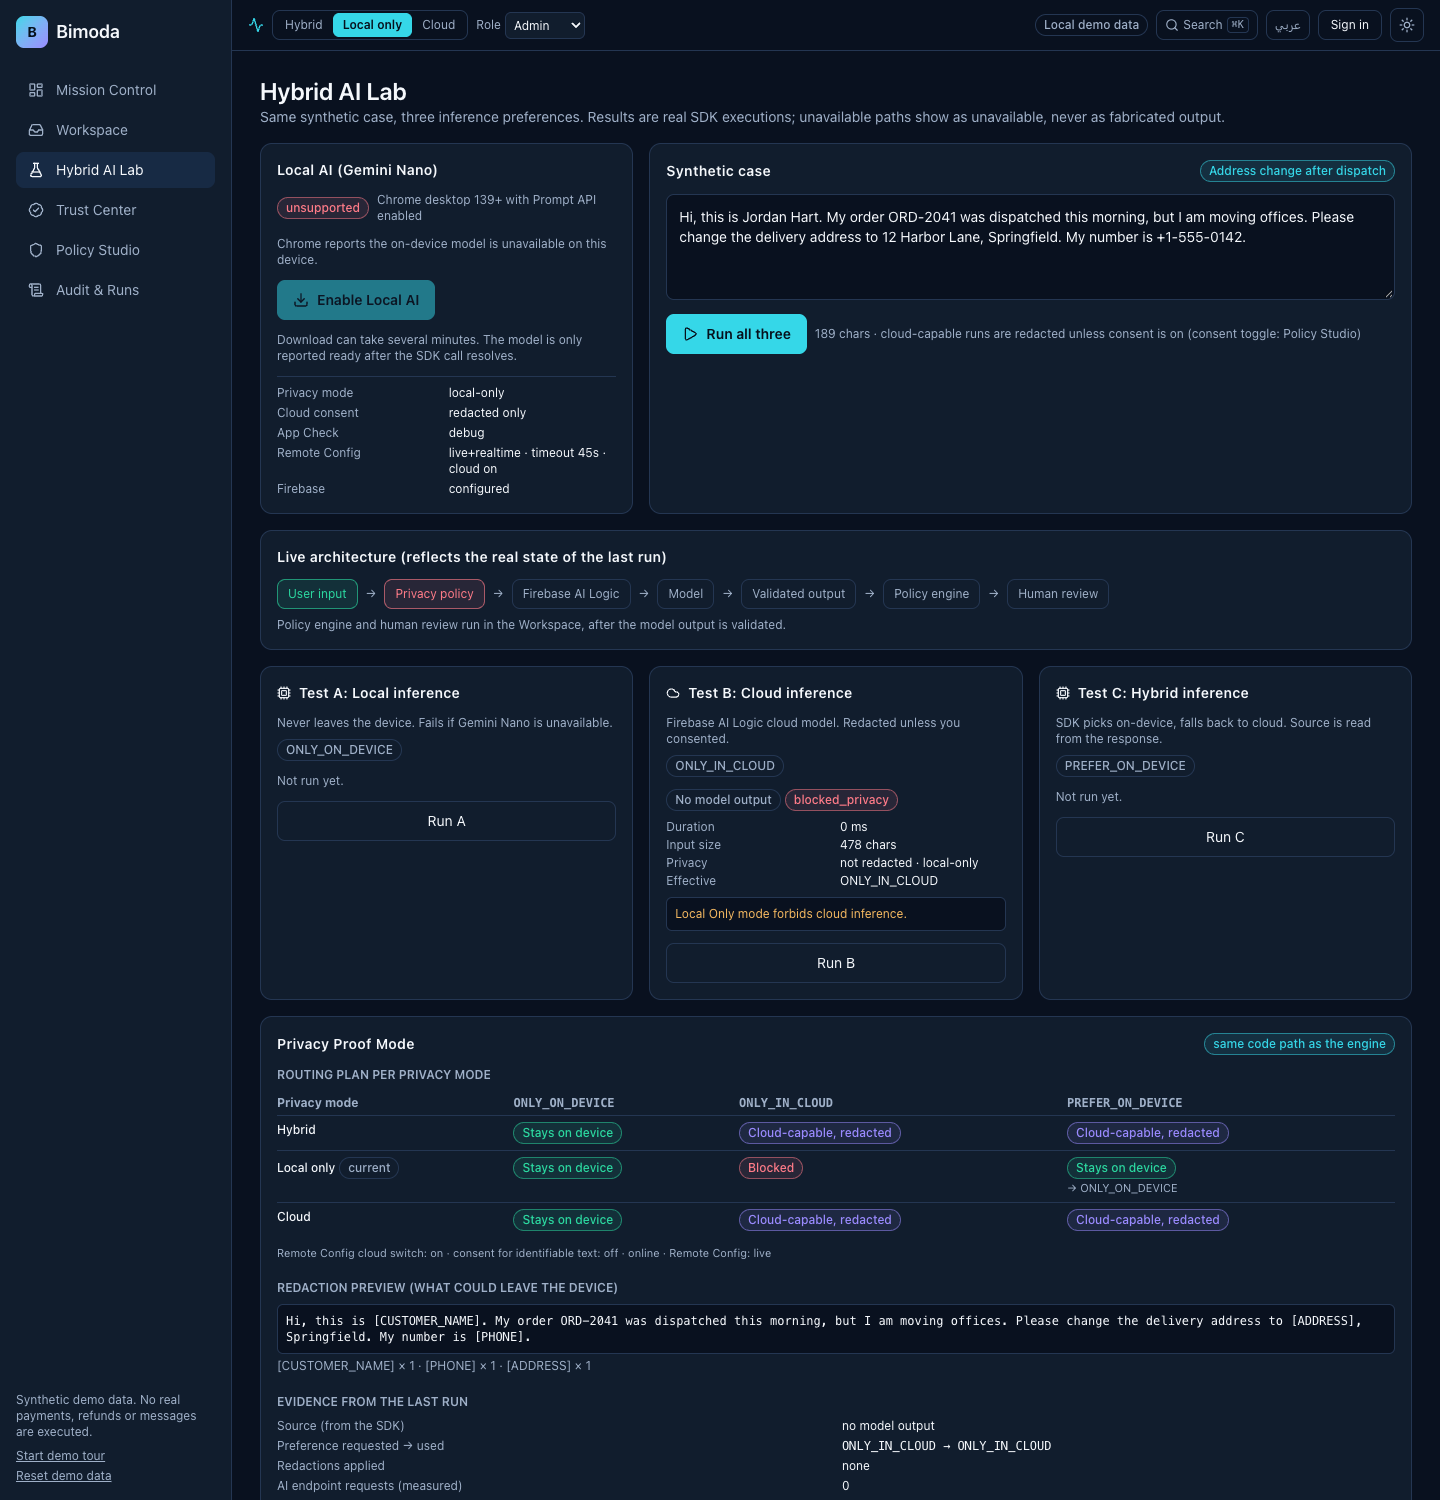 B Bimoda
Mission Control
Workspace
Hybrid AI Lab
Trust Center
Policy Studio
Audit & Runs
Synthetic demo data. No real
payments, refunds or messages
are executed.
Start demo tour
Reset demo data
Hybrid Local only Cloud Role Admin Local demo data Search ⌘K عربي Sign in
Hybrid AI Lab
Same synthetic case, three inference preferences. Results are real SDK executions; unavailable paths show as unavailable, never as fabricated output.
Local AI (Gemini Nano)
unsupported Chrome desktop 139+ with Prompt API
enabled
Chrome reports the on-device model is unavailable on this
device.
Enable Local AI
Download can take several minutes. The model is only
reported ready after the SDK call resolves.
Privacy mode local-only
Cloud consent redacted only
App Check debug
Remote Config live+realtime · timeout 45s ·
cloud on
Firebase configured
Synthetic case Address change after dispatch
Hi, this is Jordan Hart. My order ORD-2041 was dispatched this morning, but I am moving offices. Please
change the delivery address to 12 Harbor Lane, Springfield. My number is +1-555-0142.
Run all three 189 chars · cloud-capable runs are redacted unless consent is on (consent toggle: Policy Studio)
Live architecture (reflects the real state of the last run)
User input → Privacy policy → Firebase AI Logic → Model → Validated output → Policy engine → Human review
Policy engine and human review run in the Workspace, after the model output is validated.
Test A: Local inference
Never leaves the device. Fails if Gemini Nano is unavailable.
ONLY_ON_DEVICE
Not run yet.
Run A
Test B: Cloud inference
Firebase AI Logic cloud model. Redacted unless you
consented.
ONLY_IN_CLOUD
No model output blocked_privacy
Duration 0 ms
Input size 478 chars
Privacy not redacted · local-only
Effective ONLY_IN_CLOUD
Local Only mode forbids cloud inference.
Run B
Test C: Hybrid inference
SDK picks on-device, falls back to cloud. Source is read
from the response.
PREFER_ON_DEVICE
Not run yet.
Run C
Privacy Proof Mode same code path as the engine
ROUTING PLAN PER PRIVACY MODE
Privacy mode ONLY_ON_DEVICE ONLY_IN_CLOUD PREFER_ON_DEVICE
Hybrid Stays on device Cloud-capable, redacted Cloud-capable, redacted
Local only current Stays on device Blocked Stays on device
→ ONLY_ON_DEVICE
Cloud Stays on device Cloud-capable, redacted Cloud-capable, redacted
Remote Config cloud switch: on · consent for identifiable text: off · online · Remote Config: live
REDACTION PREVIEW (WHAT COULD LEAVE THE DEVICE)
Hi, this is [CUSTOMER_NAME]. My order ORD-2041 was dispatched this morning, but I am moving offices. Please change the delivery address to [ADDRESS],
Springfield. My number is [PHONE].
[CUSTOMER_NAME] × 1 · [PHONE] × 1 · [ADDRESS] × 1
EVIDENCE FROM THE LAST RUN
Source (from the SDK) no model output
Preference requested → used ONLY_IN_CLOUD → ONLY_IN_CLOUD
Redactions applied none
AI endpoint requests (measured) 0